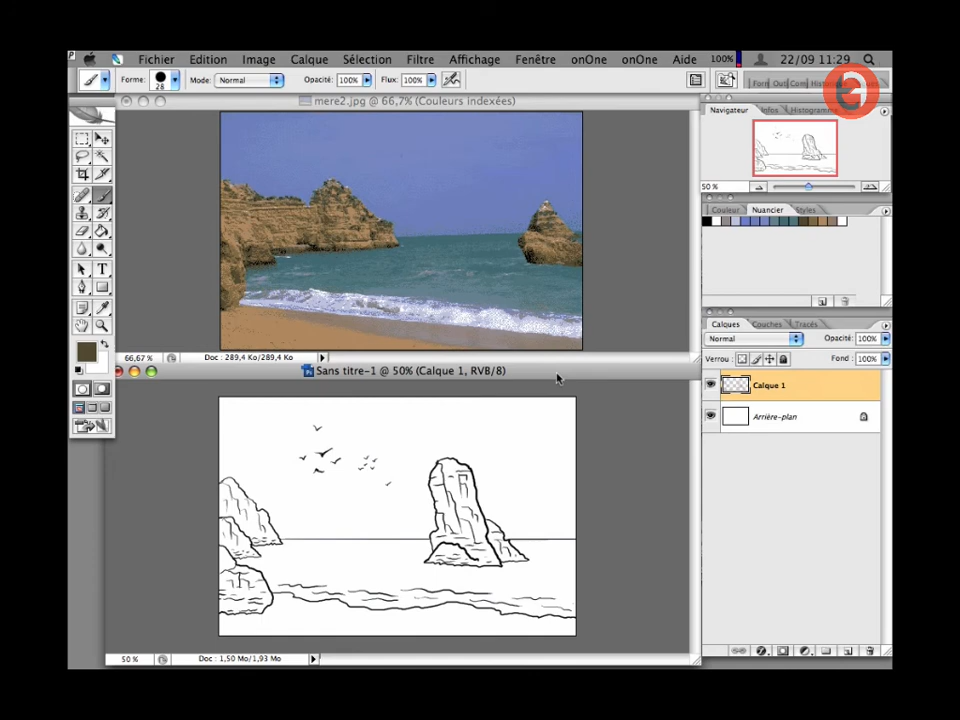 Fichier Edition Image Calque Sélection Filtre Affichage Fenêtre onOne onOne Aide 100% 22/09 11:29
Forme: 28 Mode: Normal Opacité: 100% Flux: 100%
mere2.jpg @ 66,7% (Couleurs indexées)
Navigateur Infos Histogramme
50 %
Couleur Nuancier Styles
Calques Couches Tracés
Normal Opacité: 100%
Verrou : Fond : 100%
Calque 1
Arrière-plan
66,67 % Doc : 289,4 Ko/289,4 Ko
Sans titre-1 @ 50% (Calque 1, RVB/8)
50 % Doc : 1,50 Mo/1,93 Mo